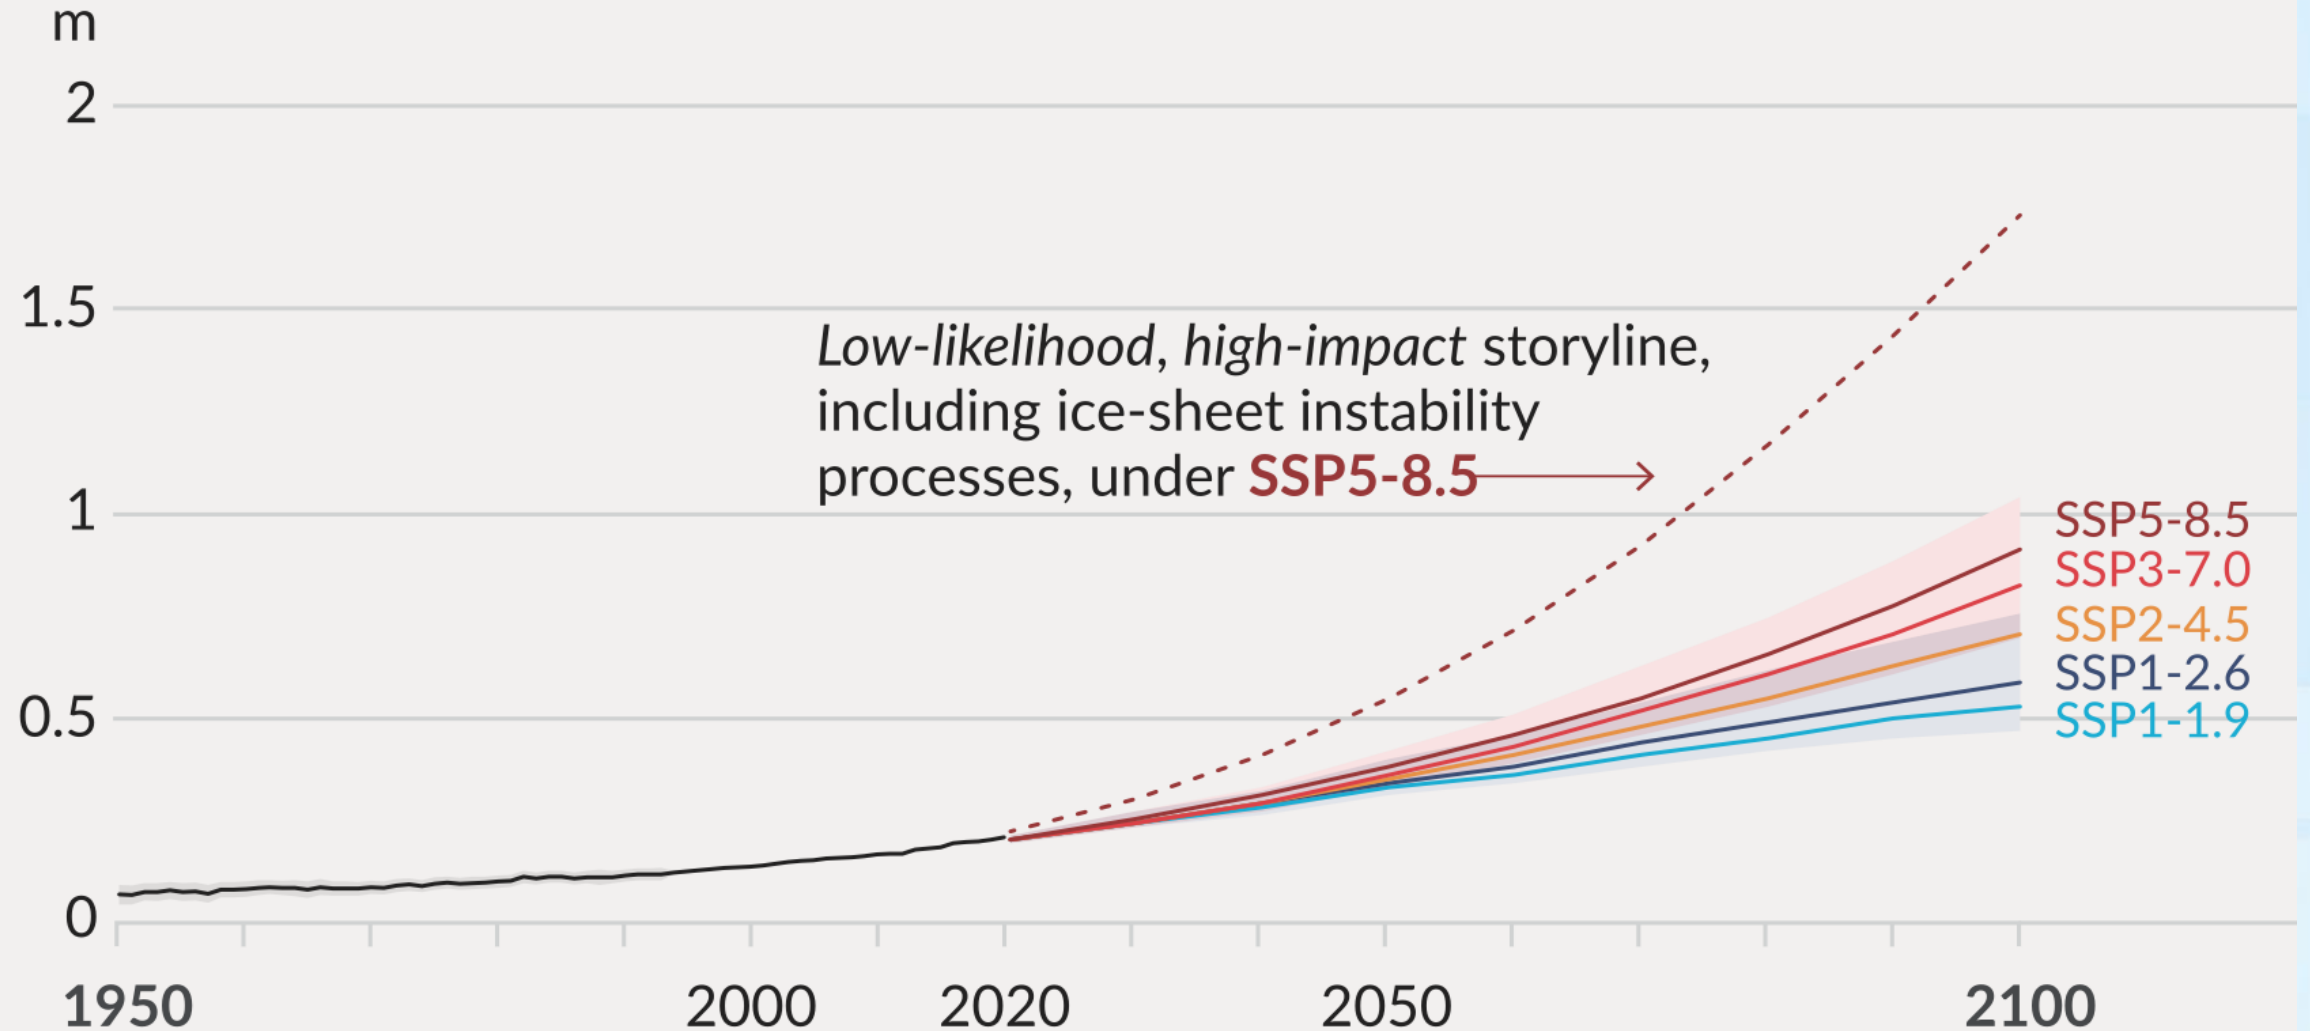 m
2
1.5
Low-likelihood, high-impact storyline,
including ice-sheet instability
processes, under SSP5-8.5
1
SSP5-8.5
SSP3-7.0
SSP2-4.5
SSP1-2.6
0.5
SSP1-1.9
0
1950 2000 2020 2050 2100